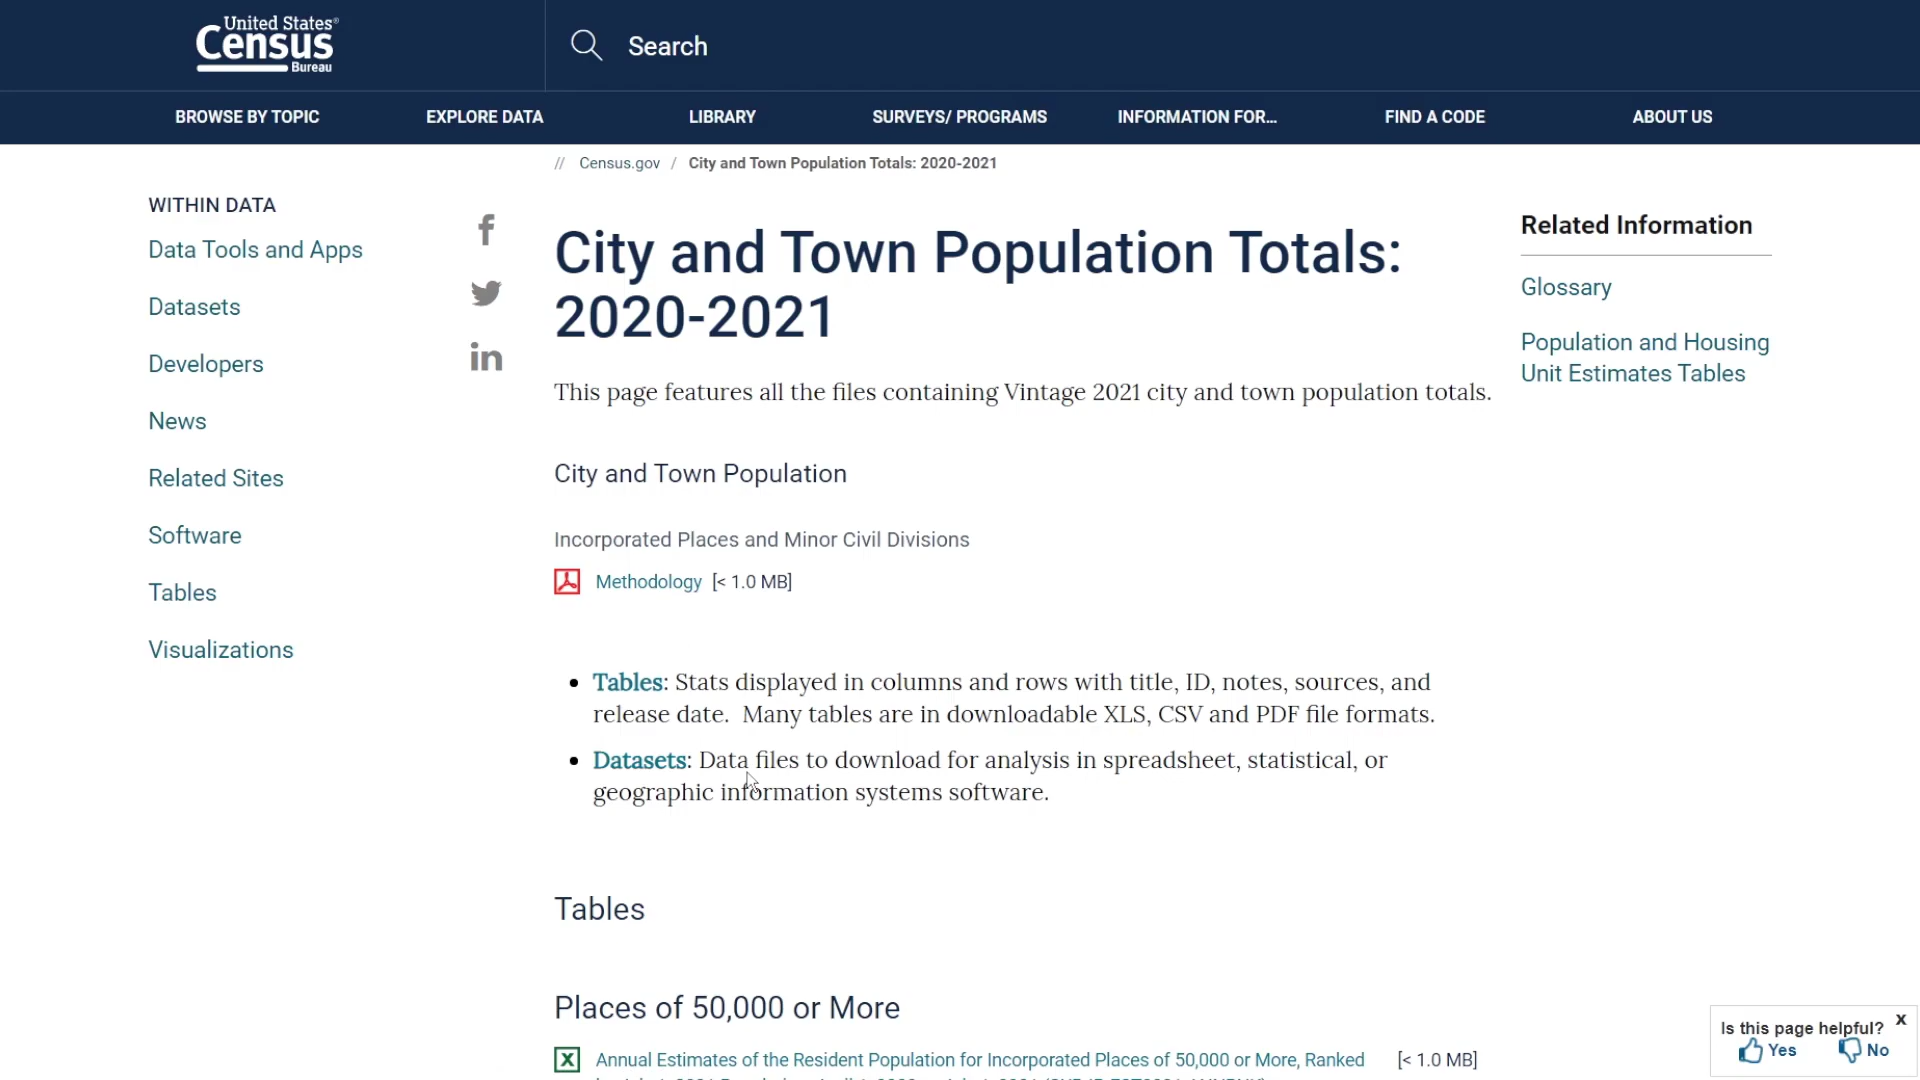 United States®
Census
Bureau
Search
BROWSE BY TOPIC
EXPLORE DATA
LIBRARY
SURVEYS/ PROGRAMS
INFORMATION FOR...
FIND A CODE
ABOUT US
// Census.gov / City and Town Population Totals: 2020-2021
WITHIN DATA
Data Tools and Apps
Datasets
Developers
News
Related Sites
Software
Tables
Visualizations
City and Town Population Totals:
2020-2021
This page features all the files containing Vintage 2021 city and town population totals.
City and Town Population
Incorporated Places and Minor Civil Divisions
Methodology [< 1.0 MB]
• Tables: Stats displayed in columns and rows with title, ID, notes, sources, and
release date. Many tables are in downloadable XLS, CSV and PDF file formats.
• Datasets: Data files to download for analysis in spreadsheet, statistical, or
geographic information systems software.
Tables
Places of 50,000 or More
Annual Estimates of the Resident Population for Incorporated Places of 50,000 or More, Ranked [< 1.0 MB]
Related Information
Glossary
Population and Housing
Unit Estimates Tables
Is this page helpful? x
Yes No